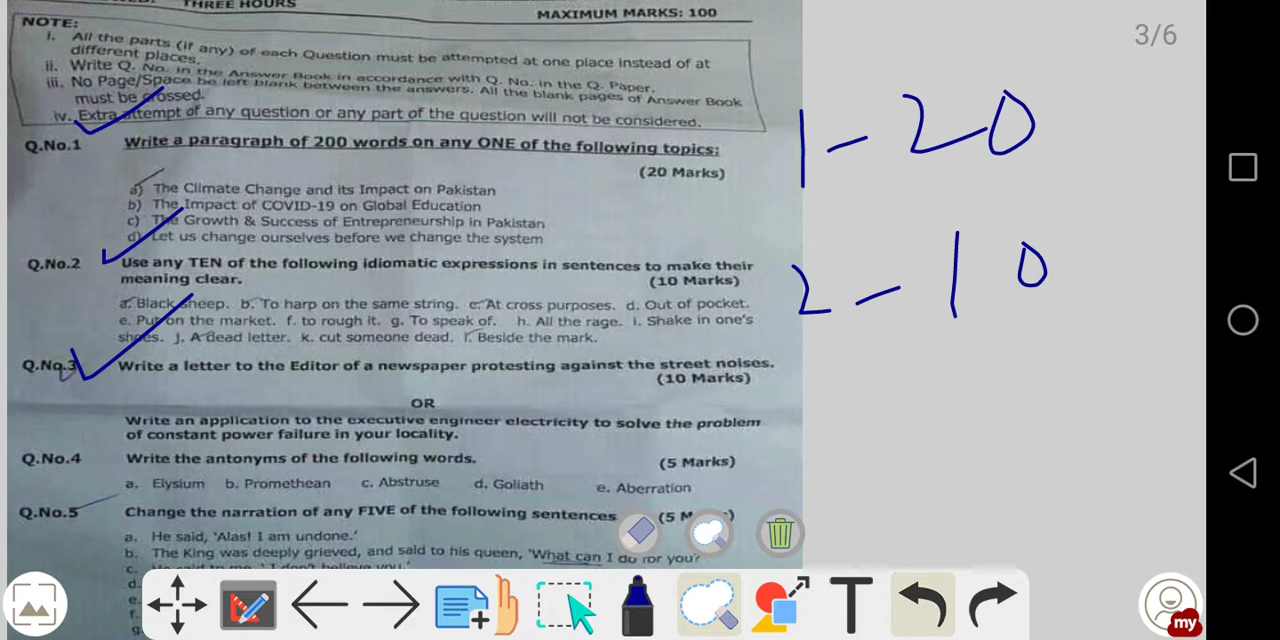 THREE HOURS
MAXIMUM MARKS: 100
3/6
NOTE:
i. All the parts (if any) of each Question must be attempted at one place instead of at
different places.
ii. Write Q. No. in the Answer Book in accordance with Q. No. in the Q. Paper.
iii. No Page/Space be left blank between the answers. All the blank pages of Answer Book
must be crossed.
iv. Extra attempt of any question or any part of the question will not be considered.
1 - 20
Q.No.1 Write a paragraph of 200 words on any ONE of the following topics:
(20 Marks)
a) The Climate Change and its Impact on Pakistan
b) The Impact of COVID-19 on Global Education
c) The Growth & Success of Entrepreneurship in Pakistan
d) Let us change ourselves before we change the system
Q.No.2 Use any TEN of the following idiomatic expressions in sentences to make their
meaning clear. (10 Marks)
2 - 10
a. Black sheep. b. To harp on the same string. c. At cross purposes. d. Out of pocket.
e. Put on the market. f. to rough it. g. To speak of. h. All the rage. i. Shake in one's
shoes. j. A dead letter. k. cut someone dead. l. Beside the mark.
Q.No.3 Write a letter to the Editor of a newspaper protesting against the street noises.
(10 Marks)
OR
Write an application to the executive engineer electricity to solve the problem
of constant power failure in your locality.
Q.No.4 Write the antonyms of the following words. (5 Marks)
a. Elysium b. Promethean c. Abstruse d. Goliath e. Aberration
Q.No.5 Change the narration of any FIVE of the following sentences (5
a. He said, 'Alas! I am undone.'
b. The King was deeply grieved, and said to his queen, 'What can I do for you?'
c. He said to me, 'I don't believe you.'
d.
e.
f.
g.
T
my